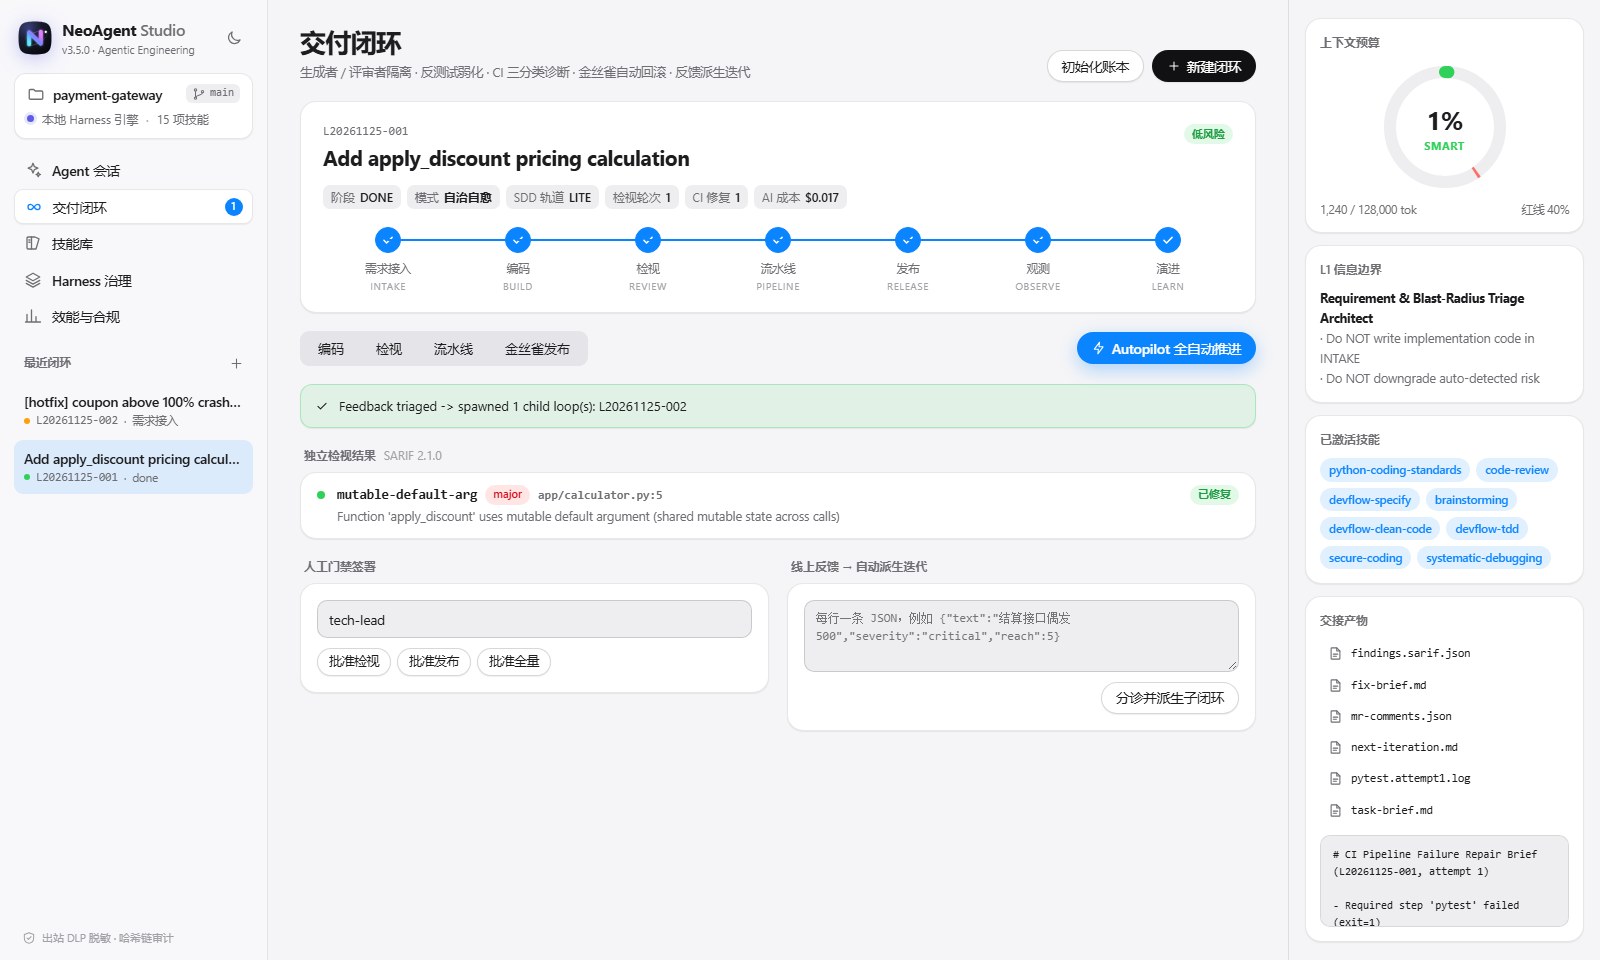 NeoAgent Studio
v3.5.0 · Agentic Engineering
payment-gateway
main
本地 Harness 引擎 · 15 项技能
Agent 会话
交付闭环
1
技能库
Harness 治理
效能与合规
最近闭环
[hotfix] coupon above 100% crash...
L20261125-002 · 需求接入
Add apply_discount pricing calcul...
L20261125-001 · done
出站 DLP 脱敏 · 哈希链审计
交付闭环
生成者 / 评审者隔离 · 反测试弱化 · CI 三分类诊断 · 金丝雀自动回滚 · 反馈派生迭代
初始化账本
新建闭环
L20261125-001
低风险
Add apply_discount pricing calculation
阶段 DONE
模式 自治自愈
SDD 轨道 LITE
检视轮次 1
CI 修复 1
AI 成本 $0.017
需求接入
INTAKE
编码
BUILD
检视
REVIEW
流水线
PIPELINE
发布
RELEASE
观测
OBSERVE
演进
LEARN
编码
检视
流水线
金丝雀发布
Autopilot 全自动推进
Feedback triaged -> spawned 1 child loop(s): L20261125-002
独立检视结果 SARIF 2.1.0
mutable-default-arg major app/calculator.py:5
已修复
Function 'apply_discount' uses mutable default argument (shared mutable state across calls)
人工门禁签署
tech-lead
批准检视
批准发布
批准全量
线上反馈 → 自动派生迭代
每行一条 JSON，例如 {"text":"结算接口偶发
500","severity":"critical","reach":5}
分诊并派生子闭环
上下文预算
1%
SMART
1,240 / 128,000 tok
红线 40%
L1 信息边界
Requirement & Blast-Radius Triage
Architect
· Do NOT write implementation code in
INTAKE
· Do NOT downgrade auto-detected risk
已激活技能
python-coding-standards
code-review
devflow-specify
brainstorming
devflow-clean-code
devflow-tdd
secure-coding
systematic-debugging
交接产物
findings.sarif.json
fix-brief.md
mr-comments.json
next-iteration.md
pytest.attempt1.log
task-brief.md
# CI Pipeline Failure Repair Brief
(L20261125-001, attempt 1)
- Required step 'pytest' failed
(exit=1)